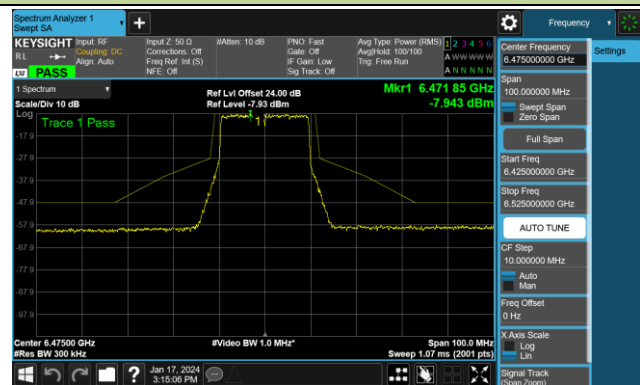 Spectrum Analyzer 1
Swept SA
Frequency
KEYSIGHT
Input: RF
Coupling: DC
Align: Auto
Input Z: 50 Ω
Corrections: Off
Freq Ref: Int (S)
NFE: Off
#Atten: 10 dB
PNO: Fast
Gate: Off
IF Gain: Low
Sig Track: Off
Avg Type: Power (RMS)
Avg|Hold: 100/100
Trig: Free Run
1 2 3 4 5 6
A W W W W W
A N N N N N
RL
LXI
PASS
1 Spectrum
Scale/Div 10 dB
Ref Lvl Offset 24.00 dB
Ref Level -7.93 dBm
Mkr1 6.471 85 GHz
-7.943 dBm
Log
Trace 1 Pass
1
-17.9
-27.9
-37.9
-47.9
-57.9
-67.9
-77.9
-87.9
-97.9
Center 6.47500 GHz
#Res BW 300 kHz
#Video BW 1.0 MHz*
Span 100.0 MHz
Sweep 1.07 ms (2001 pts)
Jan 17, 2024
3:15:06 PM
Center Frequency
6.475000000 GHz
Settings
Span
100.000000 MHz
Swept Span
Zero Span
Full Span
Start Freq
6.425000000 GHz
Stop Freq
6.525000000 GHz
AUTO TUNE
CF Step
10.000000 MHz
Auto
Man
Freq Offset
0 Hz
X Axis Scale
Log
Lin
Signal Track
(Span Zoom)